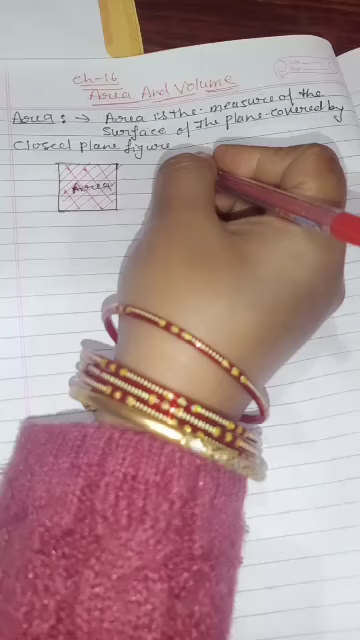 ch-16
Area And Volume
Area : → Area is the measure of the
surface of the plane covered by
closed plane figure
Area